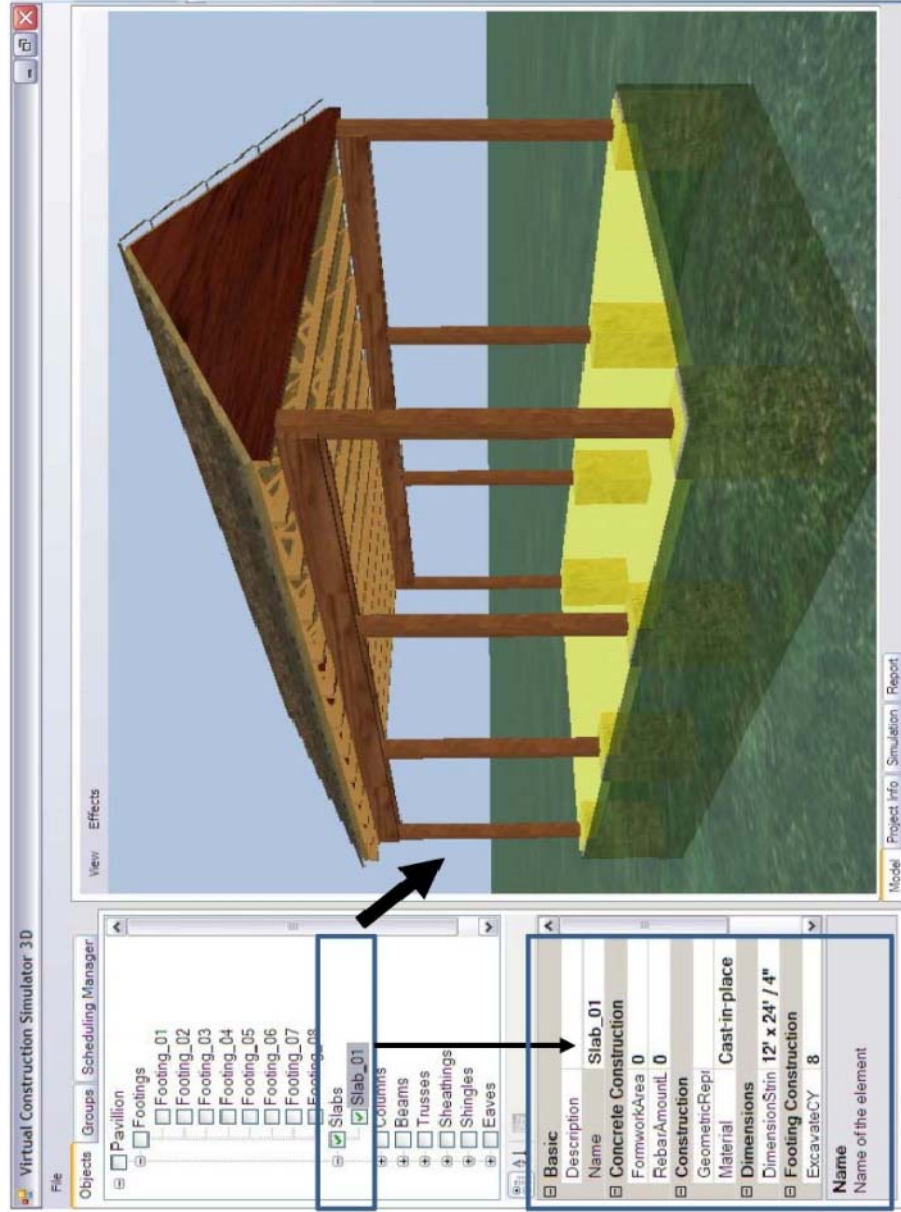 Virtual Construction Simulator 3D
File
Objects Groups Scheduling Manager
Pavillion
Footings
Footing_01
Footing_02
Footing_03
Footing_04
Footing_05
Footing_06
Footing_07
Footing_08
Slabs
Slab_01
Columns
Beams
Trusses
Sheathings
Shingles
Eaves
Basic
Description
Name Slab_01
Concrete Construction
FormworkArea 0
RebarAmountL 0
Construction
GeometricRepr
Material Cast-in-place
Dimensions
DimensionStrin 12' x 24' / 4"
Footing Construction
ExcavateCY 8
Name
Name of the element
View Effects
Model Project Info Simulation Report